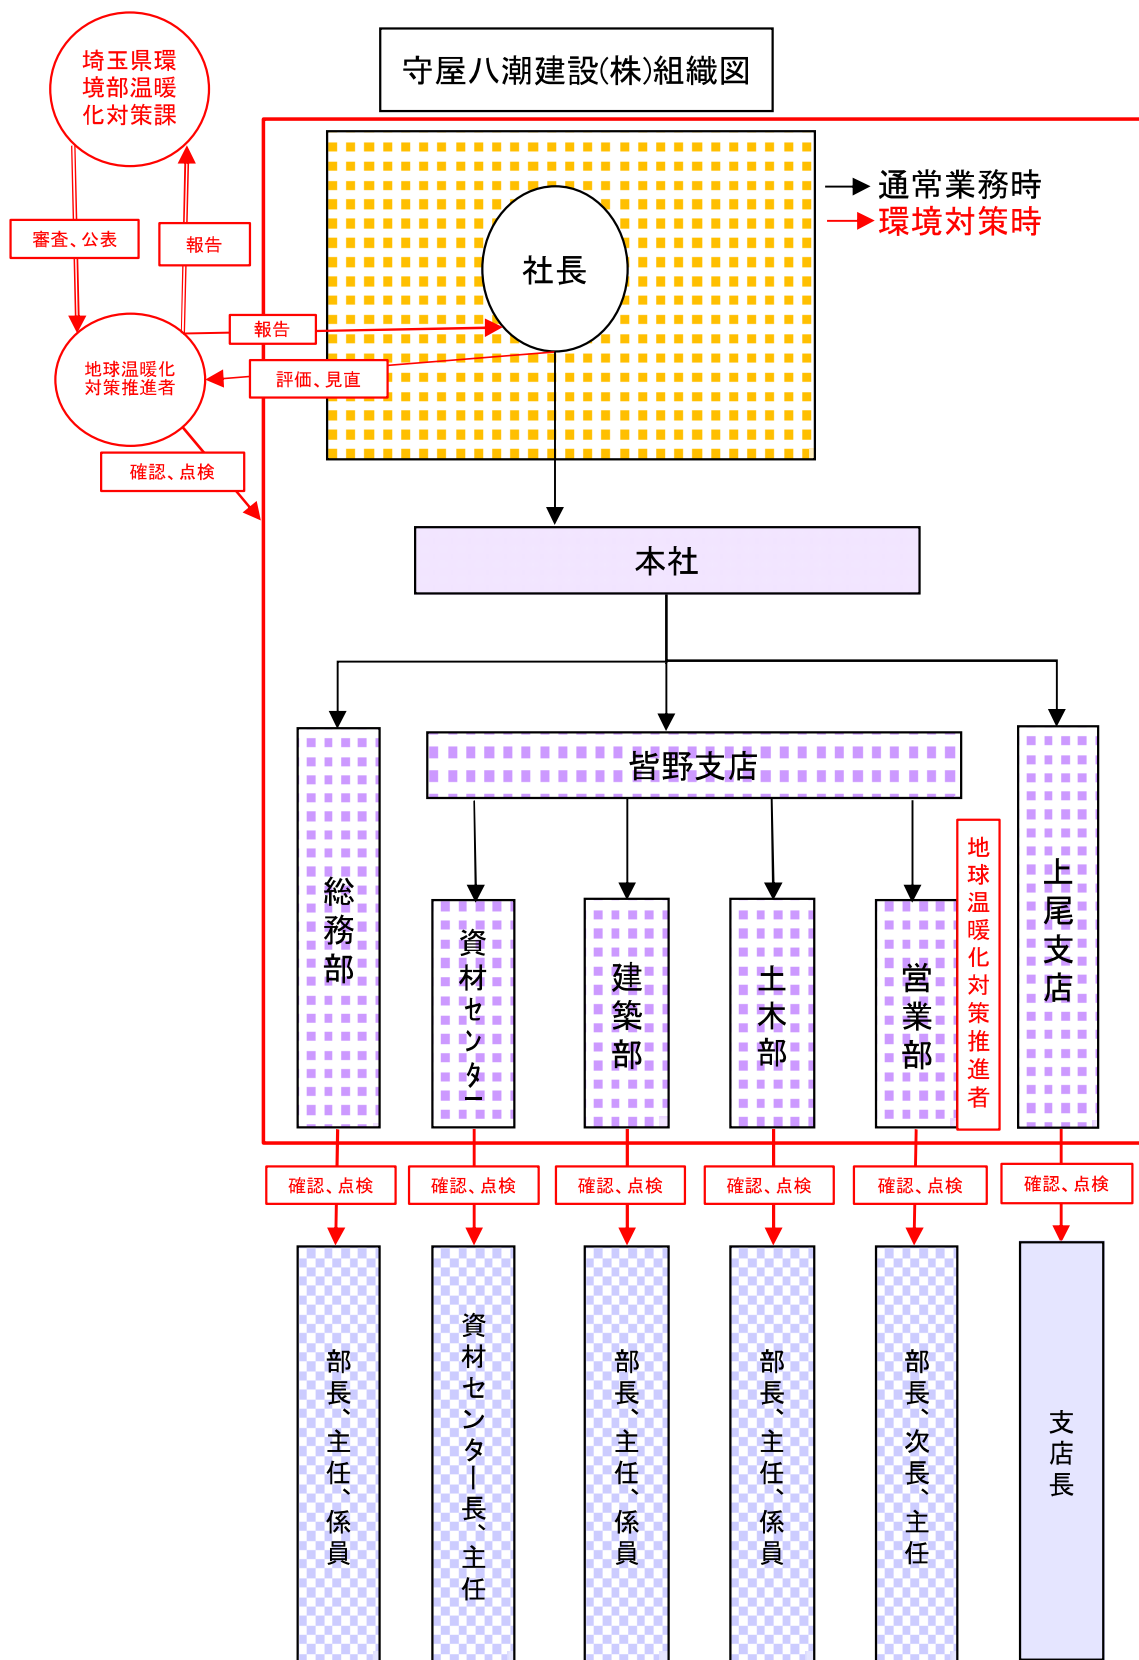 守屋八潮建設(株)組織図
埼玉県環
境部温暖
化対策課
通常業務時
環境対策時
審査、公表
報告
社長
報告
地球温暖化
対策推進者
評価、見直
確認、点検
本社
皆野支店
総務部
資材センター
建築部
土木部
営業部
地球温暖化対策推進者
上尾支店
確認、点検
確認、点検
確認、点検
確認、点検
確認、点検
確認、点検
部長、主任、係員
資材センター長、主任
部長、主任、係員
部長、主任、係員
部長、次長、主任
支店長